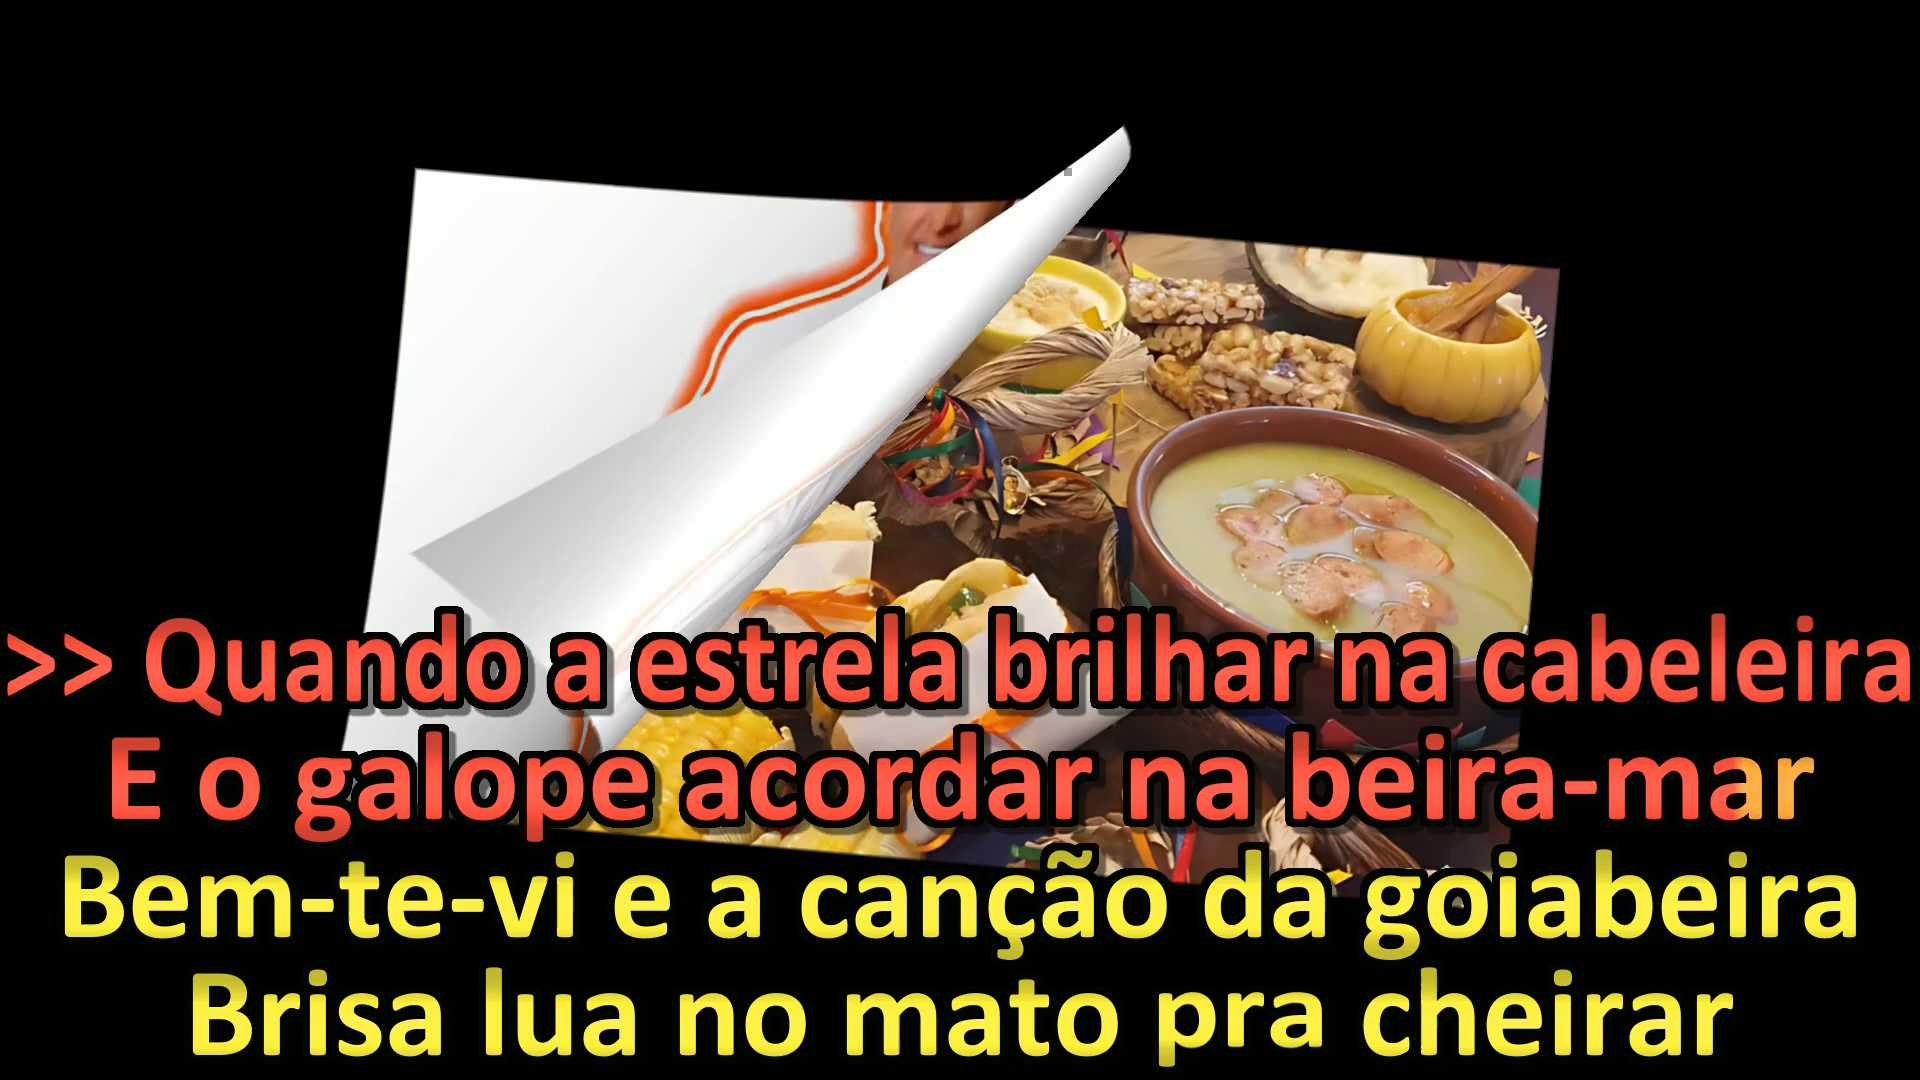 >> Quando a estrela brilhar na cabeleira
E o galope acordar na beira-mar
Bem-te-vi e a canção da goiabeira
Brisa lua no mato pra cheirar